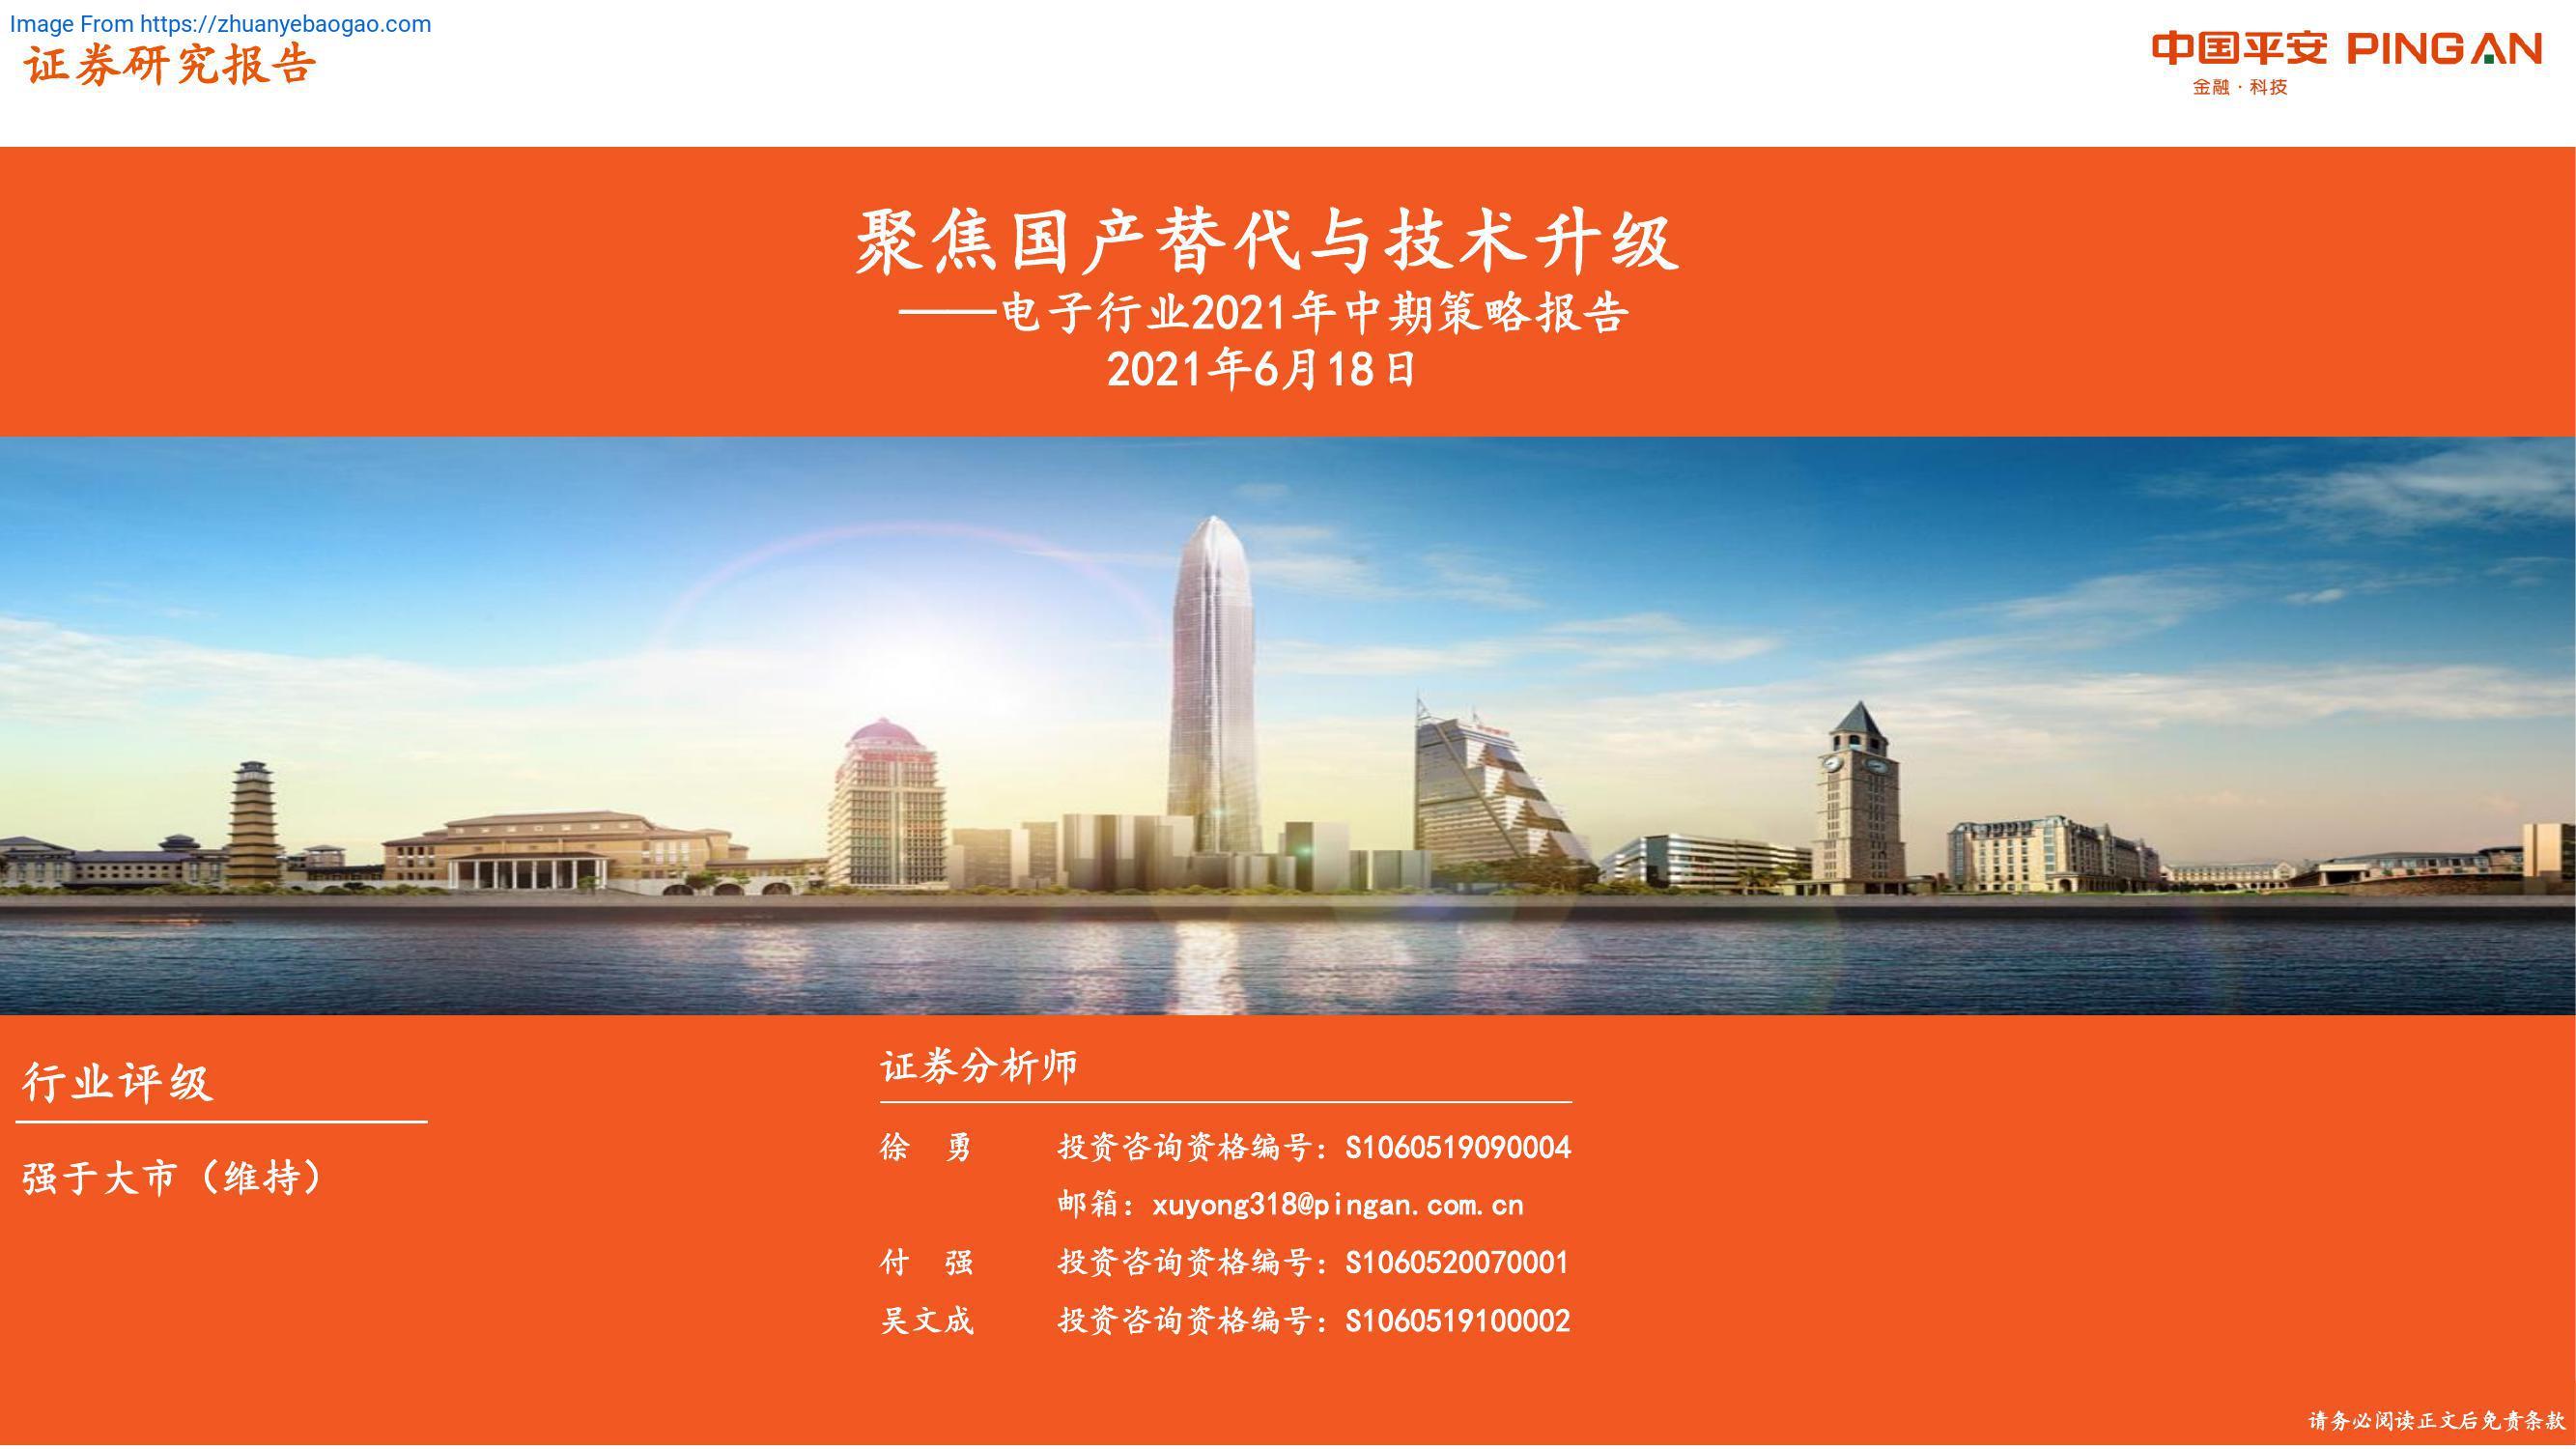 Image From https://zhuanyebaogao.com
证券研究报告
中国平安 PINGAN
金融·科技
聚焦国产替代与技术升级
——电子行业2021年中期策略报告
2021年6月18日
行业评级
强于大市（维持）
证券分析师
徐　勇　投资咨询资格编号：S1060519090004
邮箱：xuyong318@pingan.com.cn
付　强　投资咨询资格编号：S1060520070001
吴文成　投资咨询资格编号：S1060519100002
请务必阅读正文后免责条款